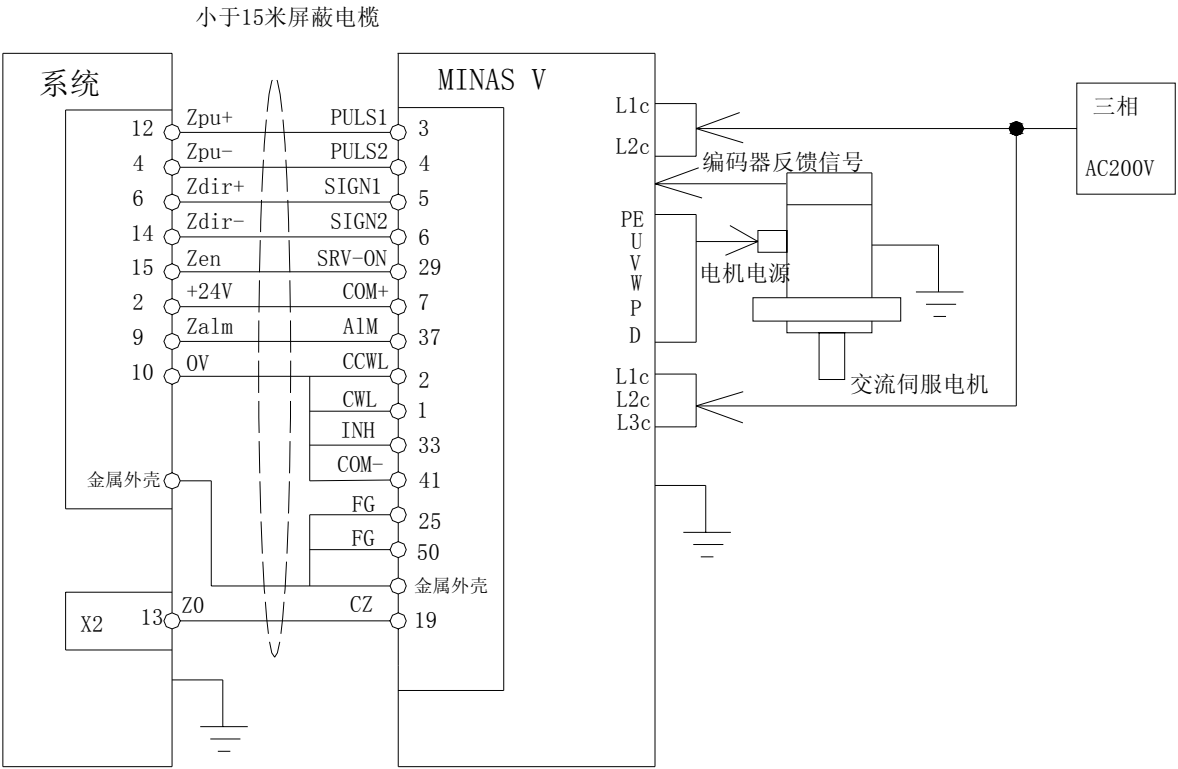 小于15米屏蔽电榄
系统
MINAS V
12 Zpu+ PULS1 3
4 Zpu- PULS2 4
6 Zdir+ SIGN1 5
14 Zdir- SIGN2 6
15 Zen SRV-ON 29
2 +24V COM+ 7
9 Zalm AlM 37
10 0V CCWL 2
CWL 1
INH 33
COM- 41
金属外壳
FG 25
FG 50
金属外壳
X2 13 Z0 CZ 19
L1c
L2c
编码器反馈信号
PE
U
V
W
P
D
电机电源
L1c
L2c
L3c
交流伺服电机
三相
AC200V